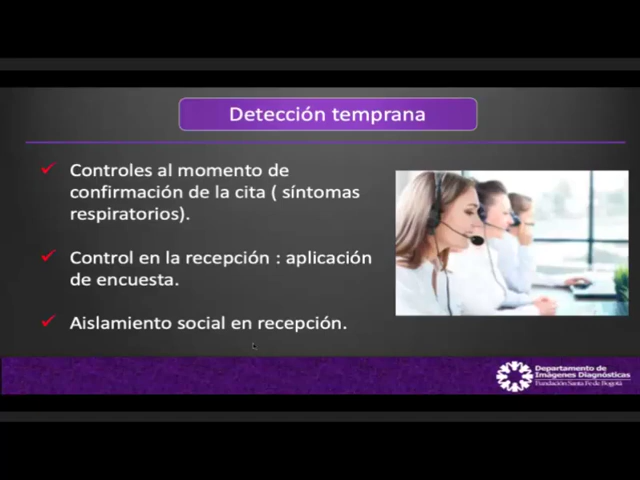 Detección temprana
Controles al momento de
confirmación de la cita ( síntomas
respiratorios).
Control en la recepción : aplicación
de encuesta.
Aislamiento social en recepción.
Departamento de
Imágenes Diagnósticas
Fundación Santa Fe de Bogotá